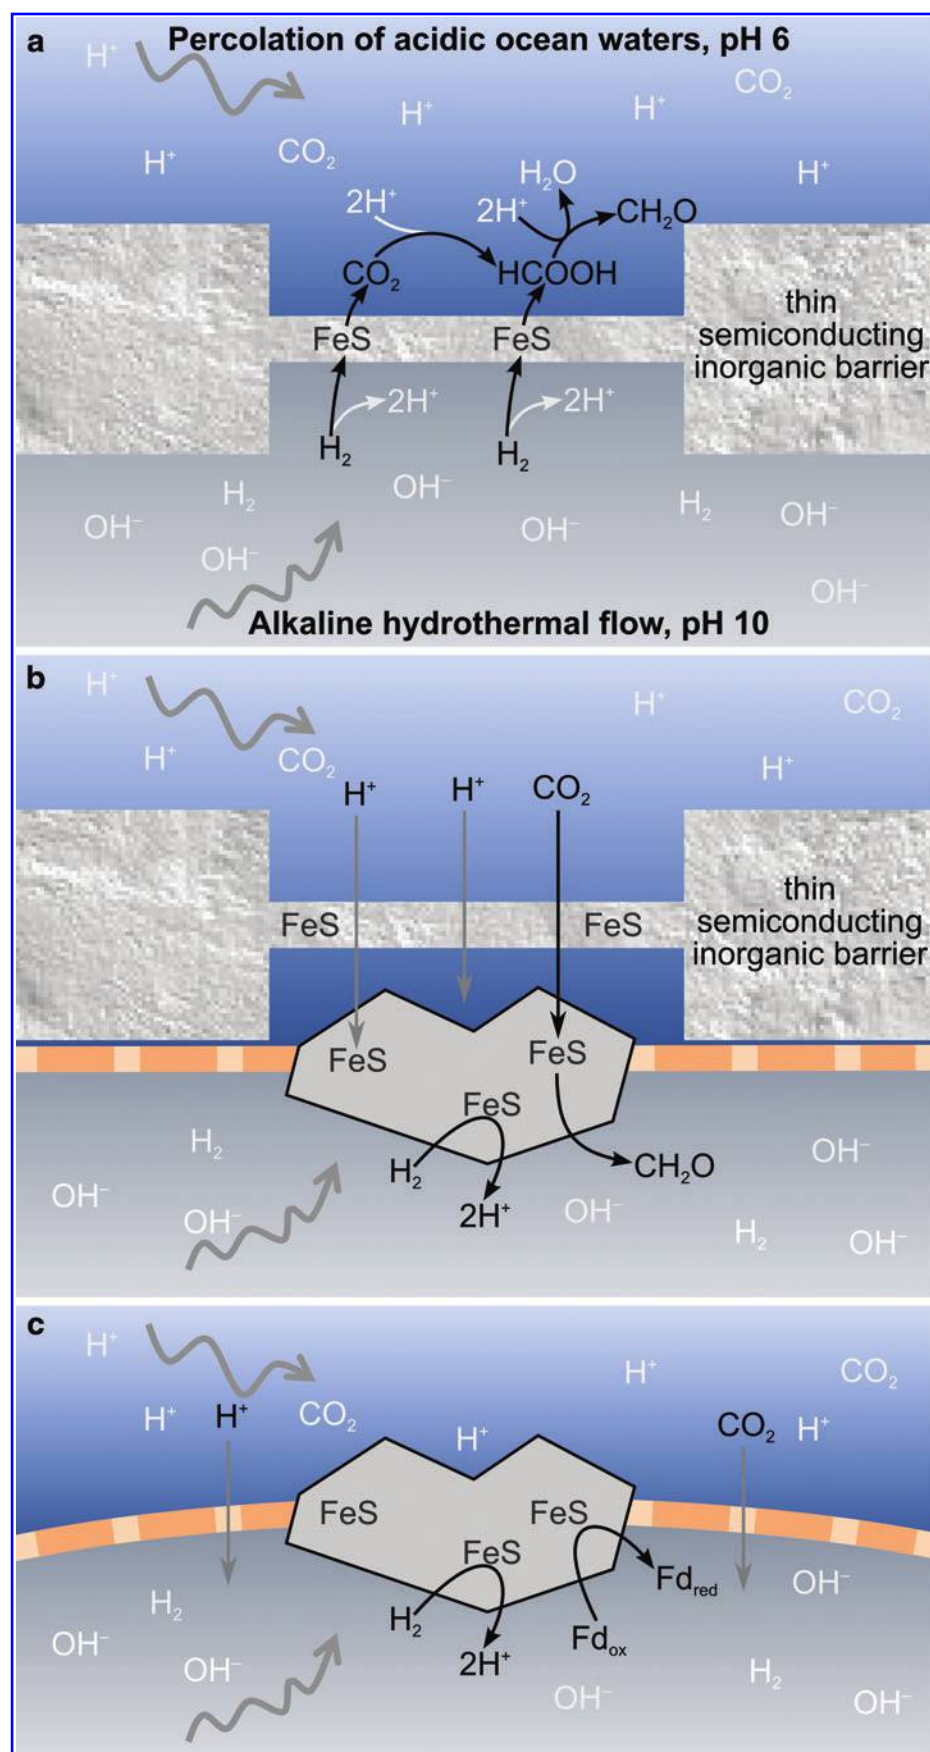 a
Percolation of acidic ocean waters, pH 6
H⁺
CO₂
H⁺
H⁺
CO₂
H⁺
H⁺
H₂O
2H⁺
2H⁺
CH₂O
CO₂
HCOOH
thin
semiconducting
inorganic barrier
FeS
FeS
2H⁺
2H⁺
H₂
H₂
H₂
OH⁻
H₂
OH⁻
OH⁻
OH⁻
OH⁻
OH⁻
Alkaline hydrothermal flow, pH 10
b
H⁺
H⁺
CO₂
H⁺
CO₂
H⁺
H⁺
H⁺
CO₂
thin
semiconducting
inorganic barrier
FeS
FeS
FeS
FeS
FeS
H₂
H₂
CH₂O
OH⁻
OH⁻
OH⁻
2H⁺
OH⁻
H₂
OH⁻
c
H⁺
H⁺
CO₂
H⁺
H⁺
CO₂
H⁺
CO₂
H⁺
FeS
FeS
FeS
Fd_red
OH⁻
H₂
H₂
OH⁻
OH⁻
2H⁺
Fd_ox
H₂
OH⁻
OH⁻